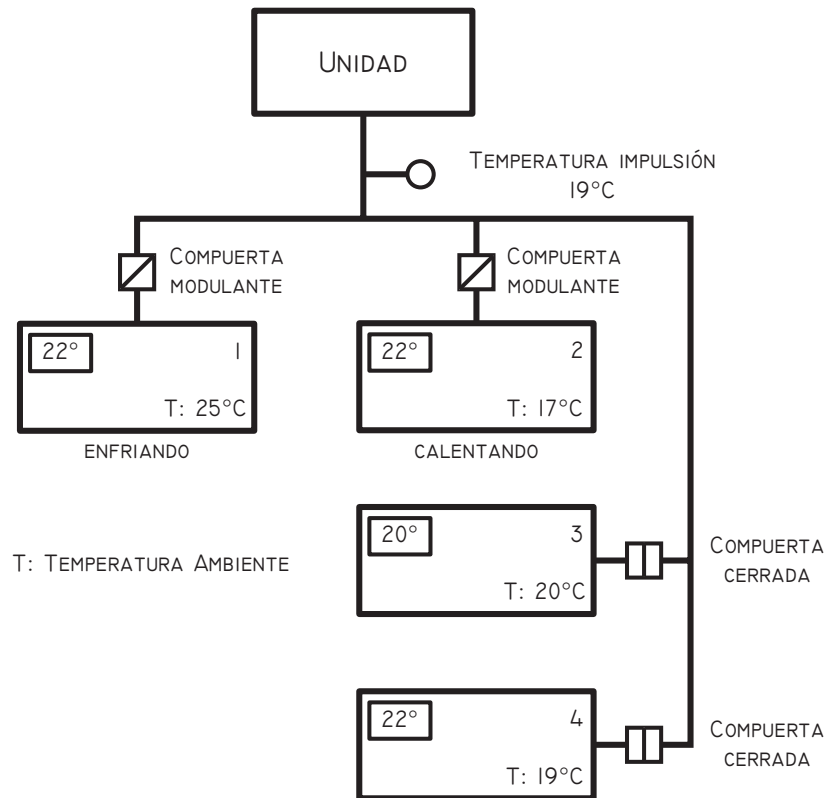 UNIDAD
TEMPERATURA IMPULSIÓN
19°C
COMPUERTA
MODULANTE
COMPUERTA
MODULANTE
22°
1
T: 25°C
ENFRIANDO
22°
2
T: 17°C
CALENTANDO
T: TEMPERATURA AMBIENTE
20°
3
T: 20°C
COMPUERTA
CERRADA
22°
4
T: 19°C
COMPUERTA
CERRADA